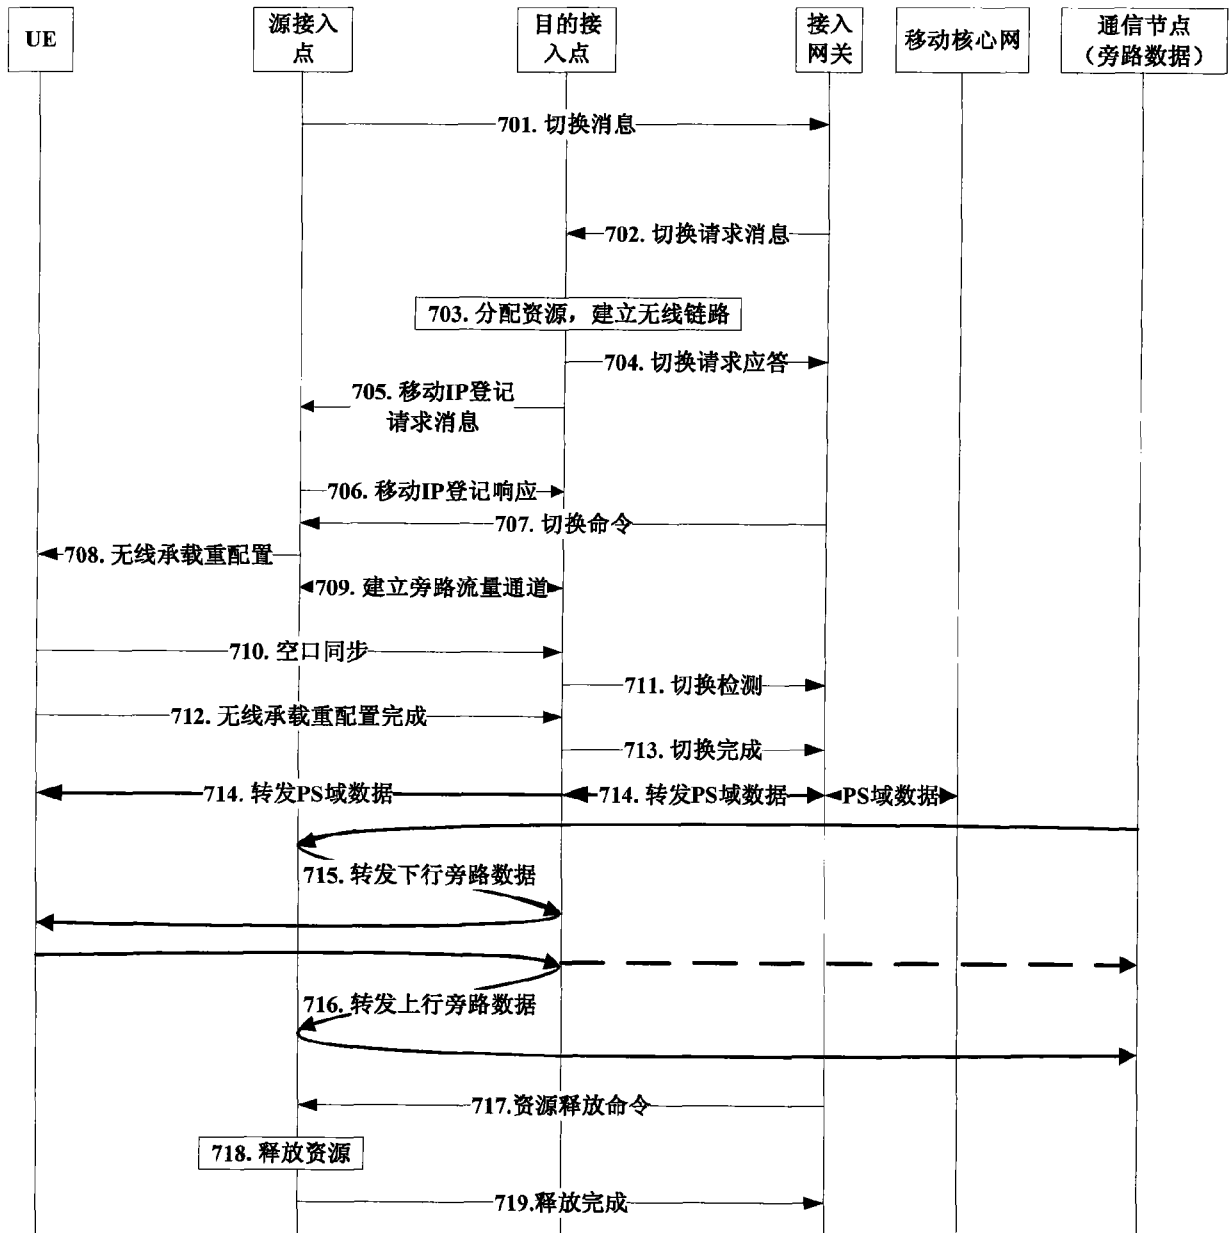 UE
源接入
点
目的接
入点
接入
网关
移动核心网
通信节点
（旁路数据）
701. 切换消息
702. 切换请求消息
703. 分配资源，建立无线链路
704. 切换请求应答
705. 移动IP登记
请求消息
706. 移动IP登记响应
707. 切换命令
708. 无线承载重配置
709. 建立旁路流量通道
710. 空口同步
711. 切换检测
712. 无线承载重配置完成
713. 切换完成
714. 转发PS域数据
714. 转发PS域数据
PS域数据
715. 转发下行旁路数据
716. 转发上行旁路数据
717.资源释放命令
718. 释放资源
719.释放完成